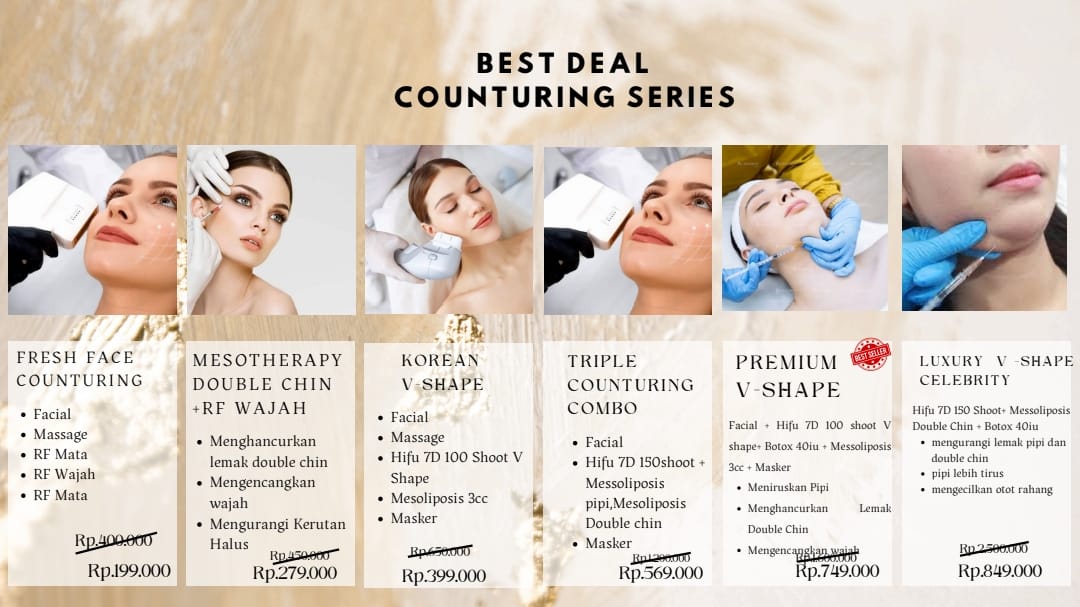 BEST DEAL
COUNTURING SERIES
FRESH FACE
COUNTURING
• Facial
• Massage
• RF Mata
• RF Wajah
• RF Mata
Rp.400.000
Rp.199.000
MESOTHERAPY
DOUBLE CHIN
+RF WAJAH
• Menghancurkan
lemak double chin
• Mengencangkan
wajah
• Mengurangi Kerutan
Halus
Rp.450.000
Rp.279.000
KOREAN
V-SHAPE
• Facial
• Massage
• Hifu 7D 100 Shoot V
Shape
• Mesoliposis 3cc
• Masker
Rp.650.000
Rp.399.000
TRIPLE
COUNTURING
COMBO
• Facial
• Hifu 7D 150shoot +
Messoliposis
pipi,Mesoliposis
Double chin
• Masker
Rp.1.200.000
Rp.569.000
BEST SELLER
PREMIUM
V-SHAPE
Facial + Hifu 7D 100 shoot V
shape+ Botox 40iu + Messoliposis
3cc + Masker
• Meniruskan Pipi
• Menghancurkan Lemak
Double Chin
• Mengencangkan wajah
Rp.749.000
LUXURY V -SHAPE
CELEBRITY
Hifu 7D 150 Shoot+ Messoliposis
Double Chin + Botox 40iu
• mengurangi lemak pipi dan
double chin
• pipi lebih tirus
• mengecilkan otot rahang
Rp.2.500.000
Rp.849.000